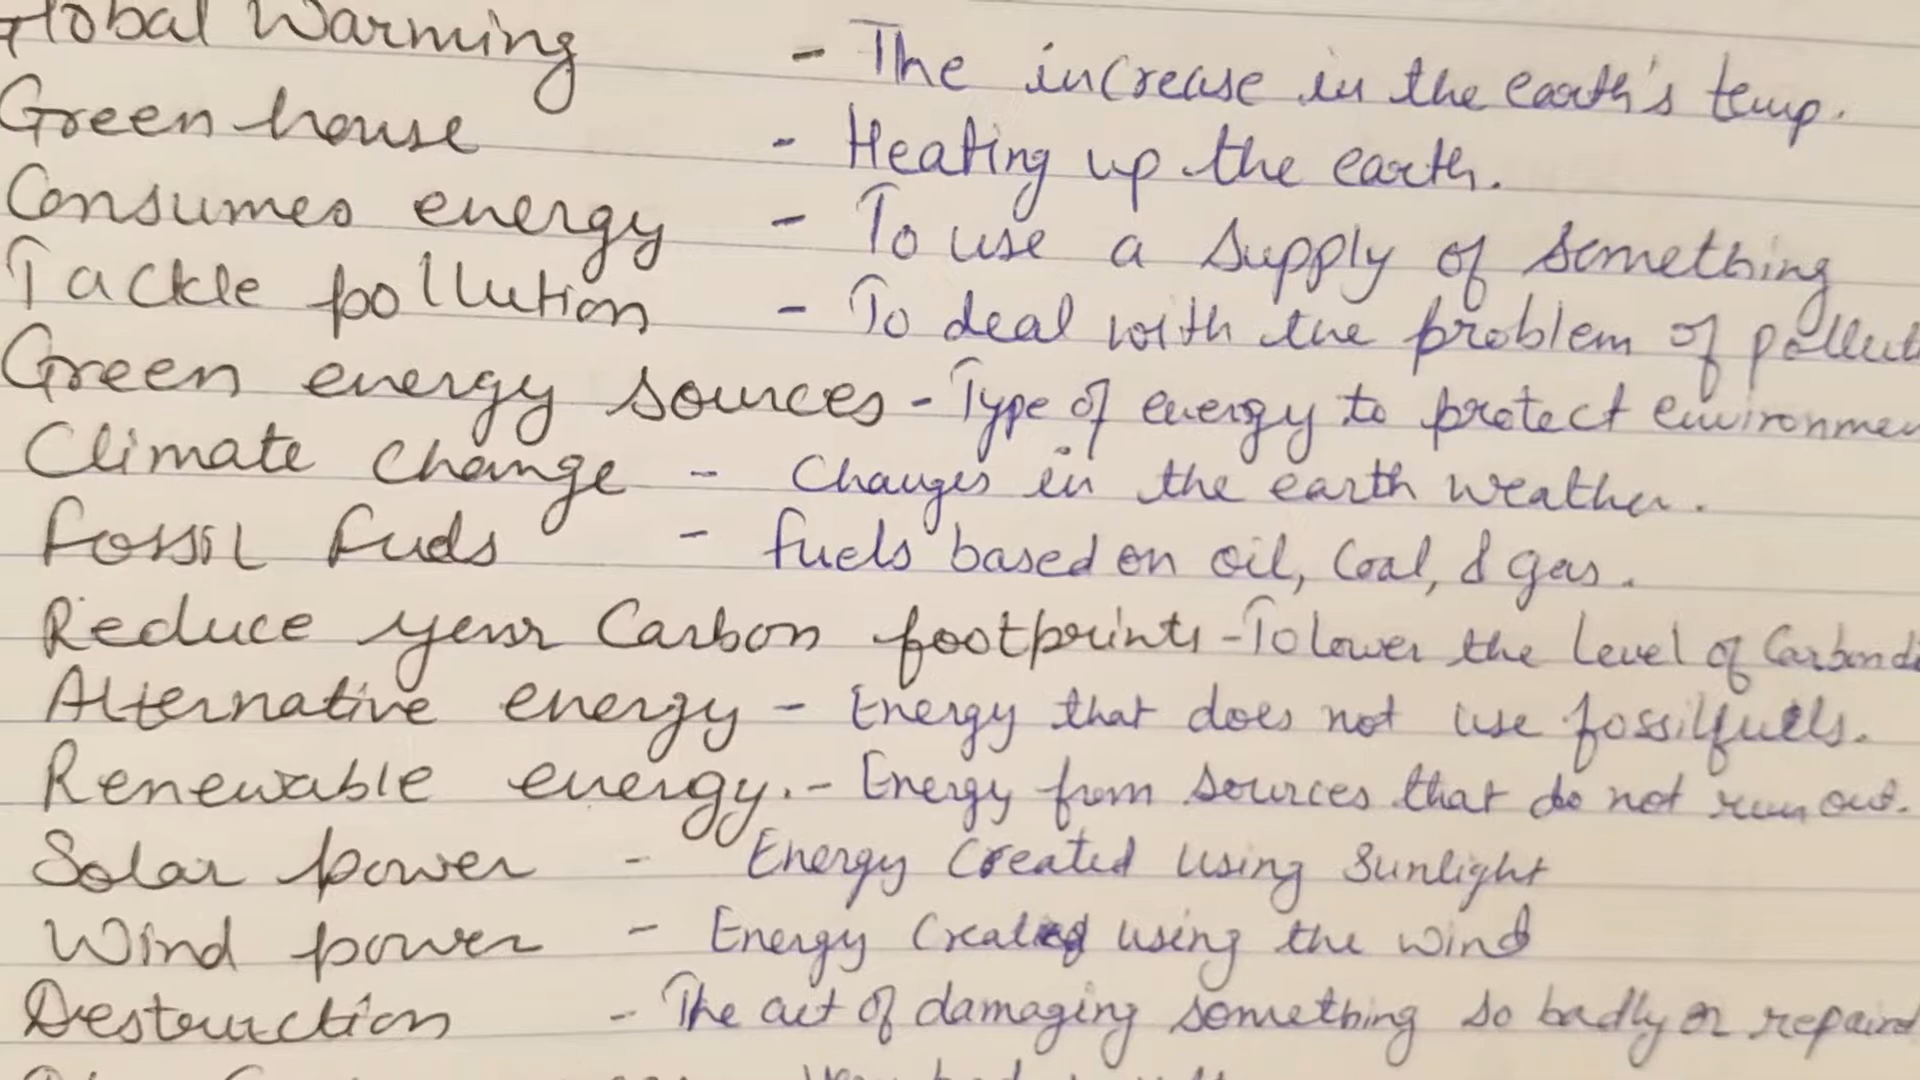 Global Warming - The increase in the earth's temp.
Green house - Heating up the earth.
Consumes energy - To use a supply of something
Tackle pollution - To deal with the problem of pollut
Green energy sources - Type of energy to protect environmen
Climate change - Changes in the earth weather.
Fossil fuels - fuels based on oil, coal, & gas.
Reduce your Carbon footprints - To lower the level of Carbondi
Alternative energy - Energy that does not use fossilfuels.
Renewable energy. - Energy from sources that do not run out.
Solar power - Energy created using Sunlight
Wind power - Energy created using the wind
Destruction - The act of damaging something so badly or repaired